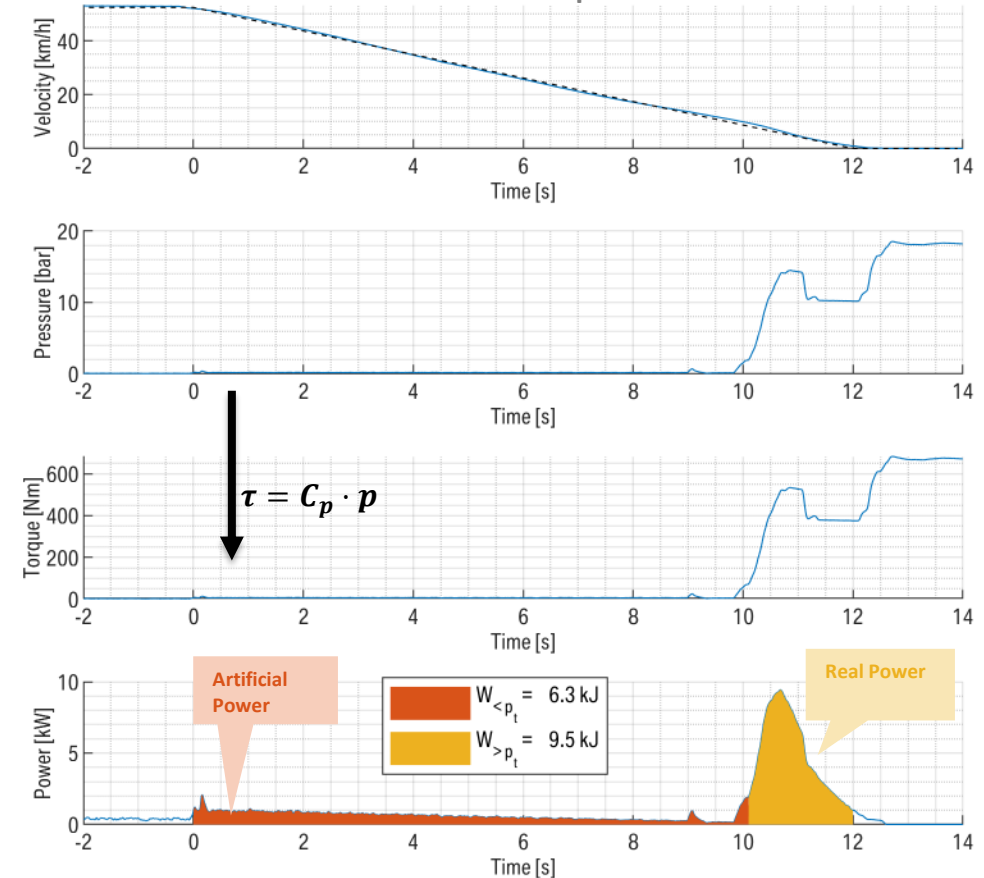 Velocity [km/h]
40
20
0
-2 0 2 4 6 8 10 12 14
Time [s]
Pressure [bar]
20
10
0
-2 0 2 4 6 8 10 12 14
Time [s]
τ = Cp · p
Torque [Nm]
600
400
200
0
-2 0 2 4 6 8 10 12 14
Time [s]
Artificial
Power
Real Power
W<pt = 6.3 kJ
W>pt = 9.5 kJ
Power [kW]
10
5
0
-2 0 2 4 6 8 10 12 14
Time [s]